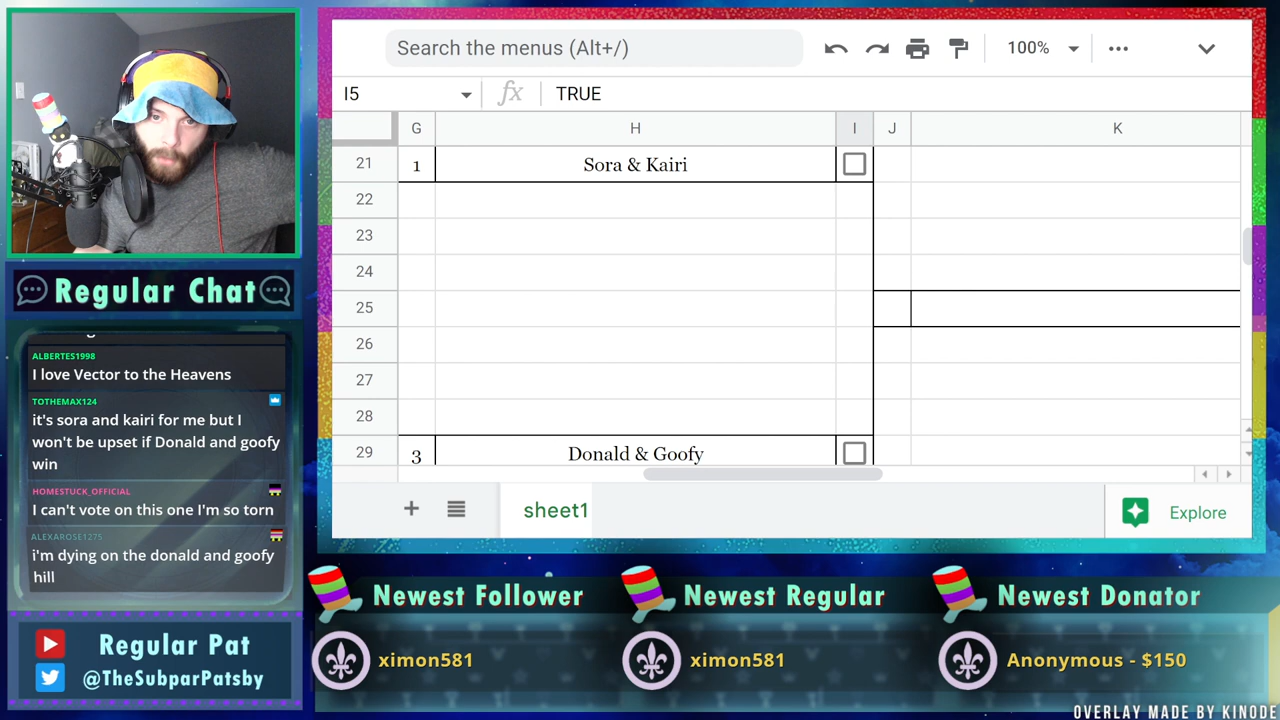 Search the menus (Alt+/)
100%
I5
fx
TRUE
G
H
I
J
K
21
1
Sora & Kairi
22
23
24
25
26
27
28
29
3
Donald & Goofy
sheet1
Explore
Regular Chat
ALBERTES1998
I love Vector to the Heavens
TOTHEMAX124
it's sora and kairi for me but I
won't be upset if Donald and goofy
win
HOMESTUCK_OFFICIAL
I can't vote on this one I'm so torn
ALEXAROSE1275
i'm dying on the donald and goofy
hill
Regular Pat
@TheSubparPatsby
Newest Follower
ximon581
Newest Regular
ximon581
Newest Donator
Anonymous - $150
OVERLAY MADE BY KINODE